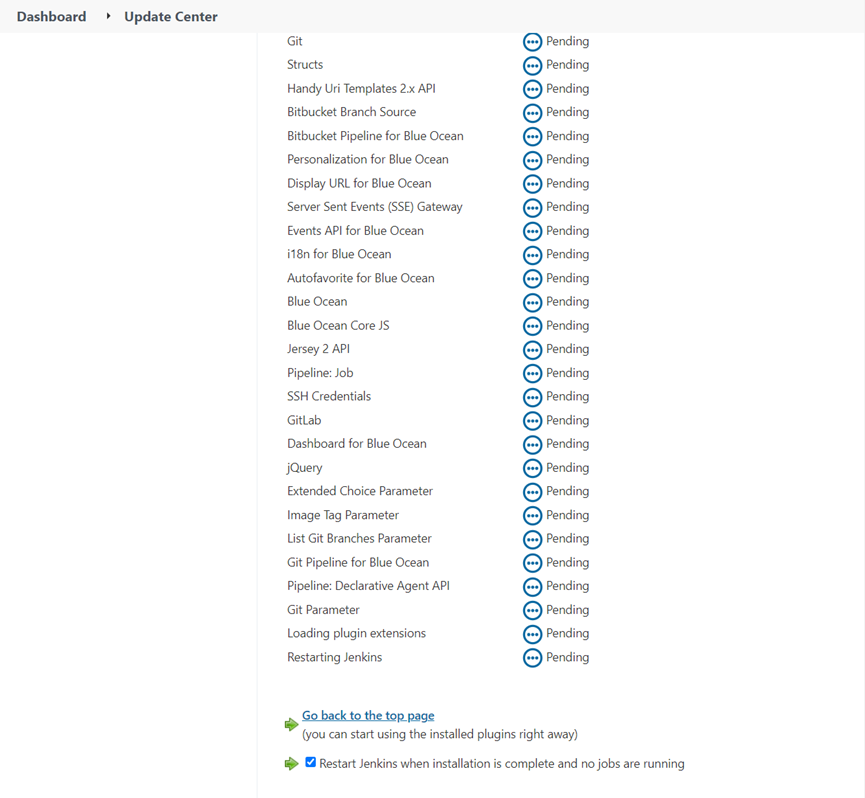 Dashboard Update Center
Git Pending
Structs Pending
Handy Uri Templates 2.x API Pending
Bitbucket Branch Source Pending
Bitbucket Pipeline for Blue Ocean Pending
Personalization for Blue Ocean Pending
Display URL for Blue Ocean Pending
Server Sent Events (SSE) Gateway Pending
Events API for Blue Ocean Pending
i18n for Blue Ocean Pending
Autofavorite for Blue Ocean Pending
Blue Ocean Pending
Blue Ocean Core JS Pending
Jersey 2 API Pending
Pipeline: Job Pending
SSH Credentials Pending
GitLab Pending
Dashboard for Blue Ocean Pending
jQuery Pending
Extended Choice Parameter Pending
Image Tag Parameter Pending
List Git Branches Parameter Pending
Git Pipeline for Blue Ocean Pending
Pipeline: Declarative Agent API Pending
Git Parameter Pending
Loading plugin extensions Pending
Restarting Jenkins Pending
Go back to the top page
(you can start using the installed plugins right away)
Restart Jenkins when installation is complete and no jobs are running